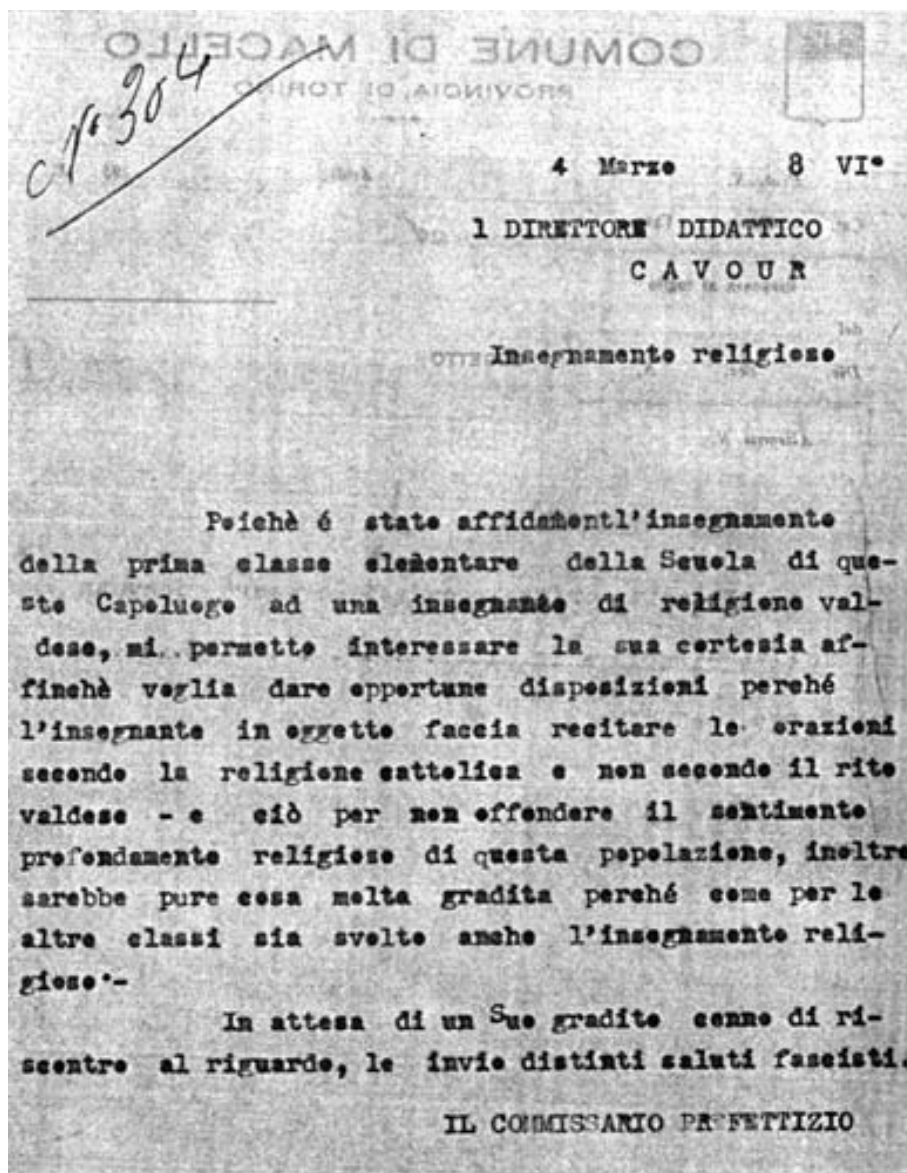 COMUNE DI MACELLO
PROVINCIA DI TORINO
N° 304
4 Marzo 8 VI°
l DIRETTORE DIDATTICO
CAVOUR
Insegnamento religioso
Poichè é stato affidamentl'insegnamento
della prima classe elementare della Scuola di que-
sto Capoluogo ad una insegnante di religione val-
dese, mi permetto interessare la sua cortesia af-
finchè voglia dare opportune disposizioni perché
l'insegnante in oggetto faccia recitare le orazioni
secondo la religione cattolica e non secondo il rito
valdese - e ciò per non offendere il sentimento
profondamente religioso di questa popolazione, inoltre
sarebbe pure cosa molta gradita perché come per le
altre classi sia svolto anche l'insegnamento reli-
gioso.-
In attesa di un Suo gradito cenno di ri-
scontro al riguardo, le invio distinti saluti fascisti.
IL COMMISSARIO PREFETTIZIO